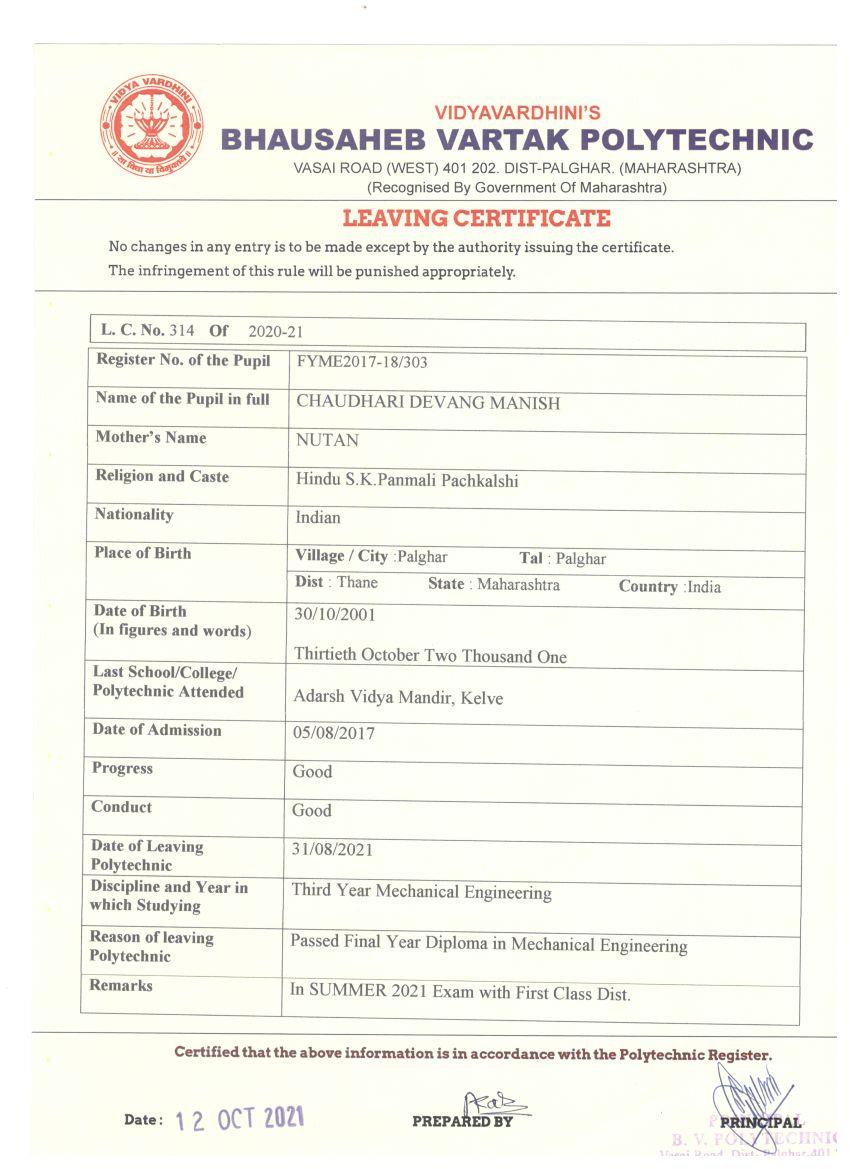 VIDYA VARDHINI
॥ सा विद्या या विमुक्तये ॥
VIDYAVARDHINI'S
BHAUSAHEB VARTAK POLYTECHNIC
VASAI ROAD (WEST) 401 202. DIST-PALGHAR. (MAHARASHTRA)
(Recognised By Government Of Maharashtra)
LEAVING CERTIFICATE
No changes in any entry is to be made except by the authority issuing the certificate.
The infringement of this rule will be punished appropriately.
L. C. No. 314 Of 2020-21
Register No. of the Pupil FYME2017-18/303
Name of the Pupil in full CHAUDHARI DEVANG MANISH
Mother's Name NUTAN
Religion and Caste Hindu S.K.Panmali Pachkalshi
Nationality Indian
Place of Birth Village / City :Palghar Tal : Palghar
Dist : Thane State : Maharashtra Country :India
Date of Birth 30/10/2001
(In figures and words)
Thirtieth October Two Thousand One
Last School/College/
Polytechnic Attended Adarsh Vidya Mandir, Kelve
Date of Admission 05/08/2017
Progress Good
Conduct Good
Date of Leaving 31/08/2021
Polytechnic
Discipline and Year in Third Year Mechanical Engineering
which Studying
Reason of leaving Passed Final Year Diploma in Mechanical Engineering
Polytechnic
Remarks In SUMMER 2021 Exam with First Class Dist.
Certified that the above information is in accordance with the Polytechnic Register.
Date: 12 OCT 2021 PREPARED BY PRINCIPAL
PRINCIPAL
B. V. POLYTECHNIC
Vasai Road, Dist- Palghar-401